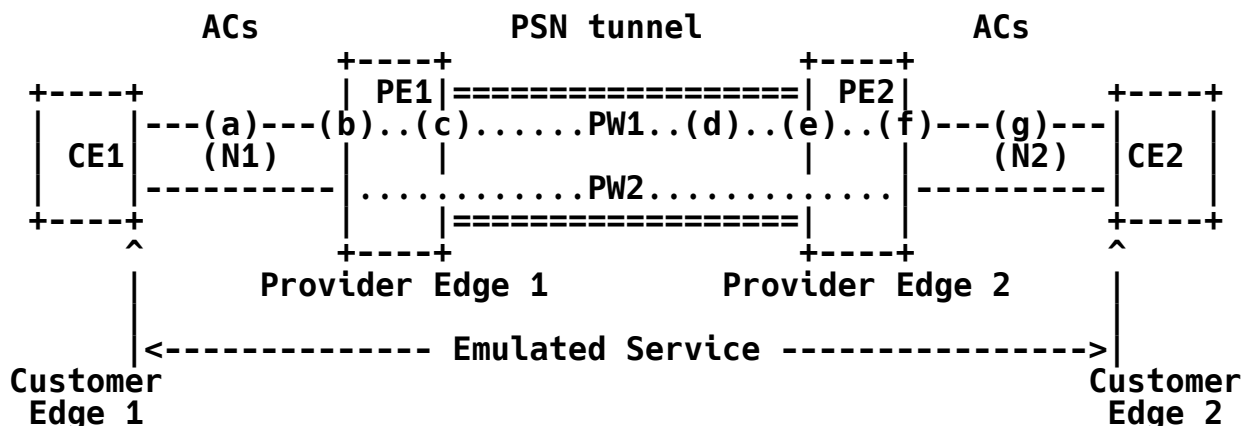 ACs             PSN tunnel              ACs
                 +----+                  +----+
 +----+          | PE1|==================| PE2|          +----+
 |    |---(a)---(b)..(c)......PW1..(d)..(e)..(f)---(g)---|    |
 | CE1|   (N1)   |    |                  |    |    (N2)  |CE2 |
 |    |----------|............PW2.............|----------|    |
 +----+          |    |==================|    |          +----+
      ^          +----+                  +----+          ^
      |      Provider Edge 1         Provider Edge 2     |
      |                                                  |
      |<--------------- Emulated Service --------------->|
Customer                                                Customer
 Edge 1                                                  Edge 2